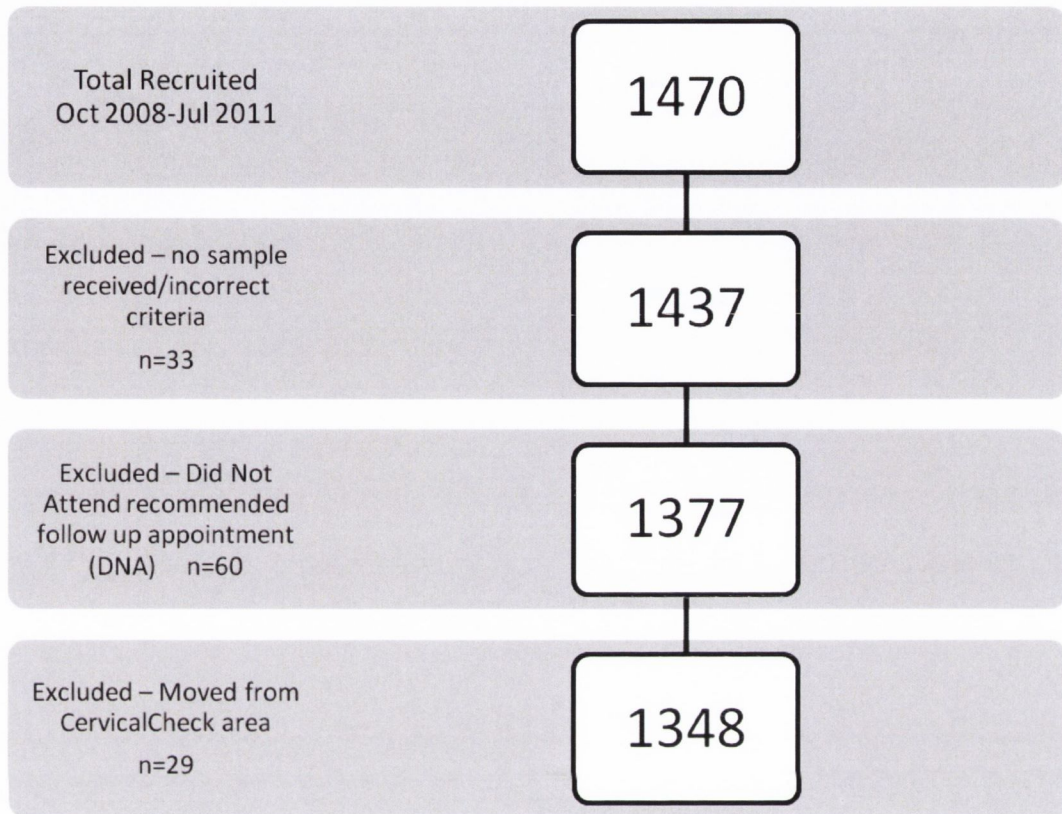 Total Recruited
Oct 2008-Jul 2011
1470
Excluded – no sample
received/incorrect
criteria
n=33
1437
Excluded – Did Not
Attend recommended
follow up appointment
(DNA) n=60
1377
Excluded – Moved from
CervicalCheck area
n=29
1348